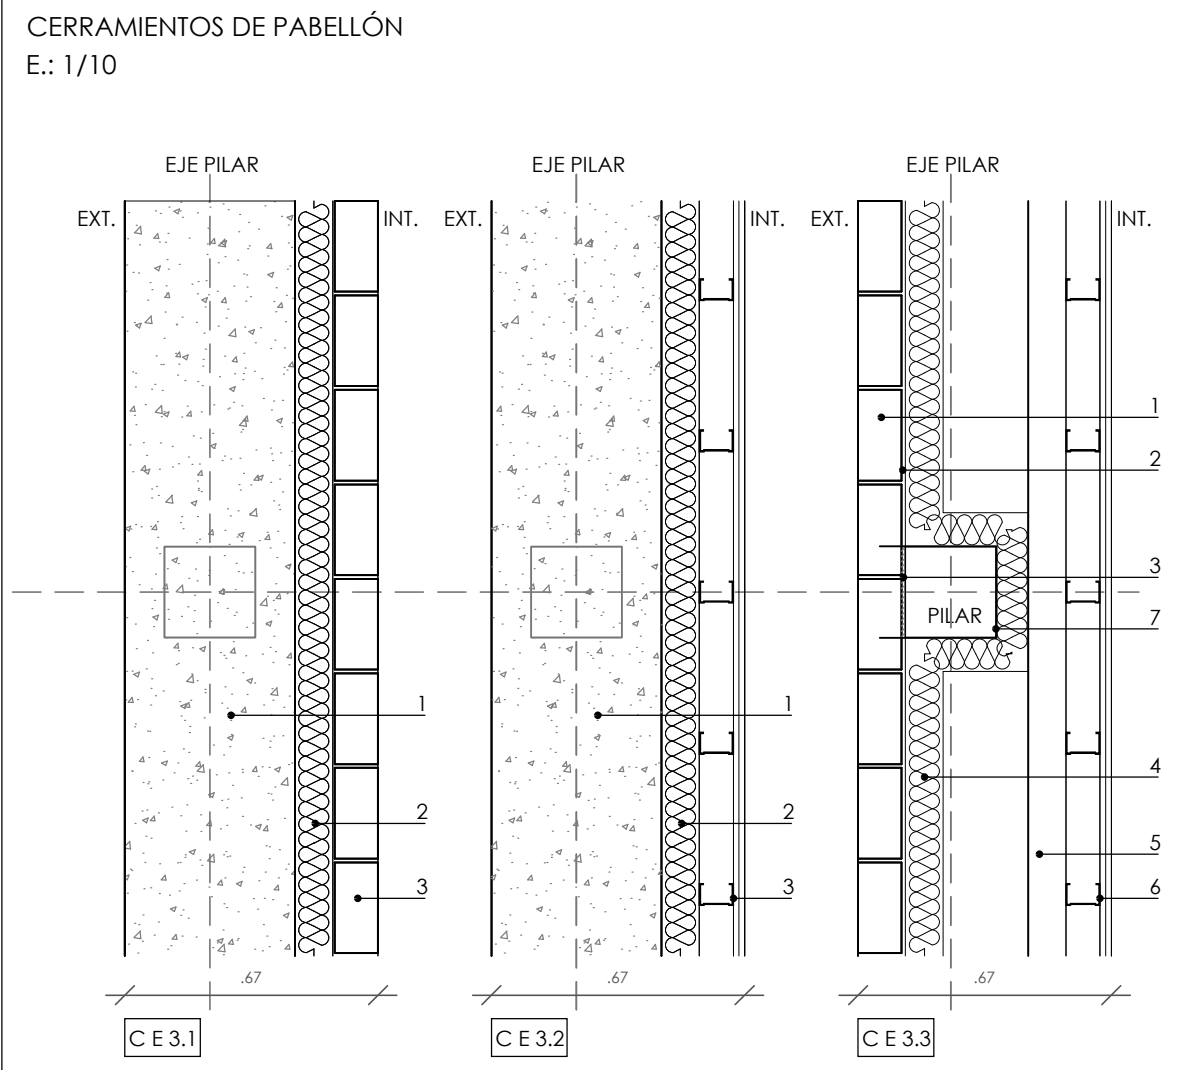 CERRAMIENTOS DE PABELLÓN
E.: 1/10
EJE PILAR
EXT.
INT.
1
2
3
.67
C E 3.1
EJE PILAR
EXT.
INT.
1
2
3
.67
C E 3.2
EJE PILAR
EXT.
INT.
1
2
3
PILAR
7
4
5
6
.67
C E 3.3